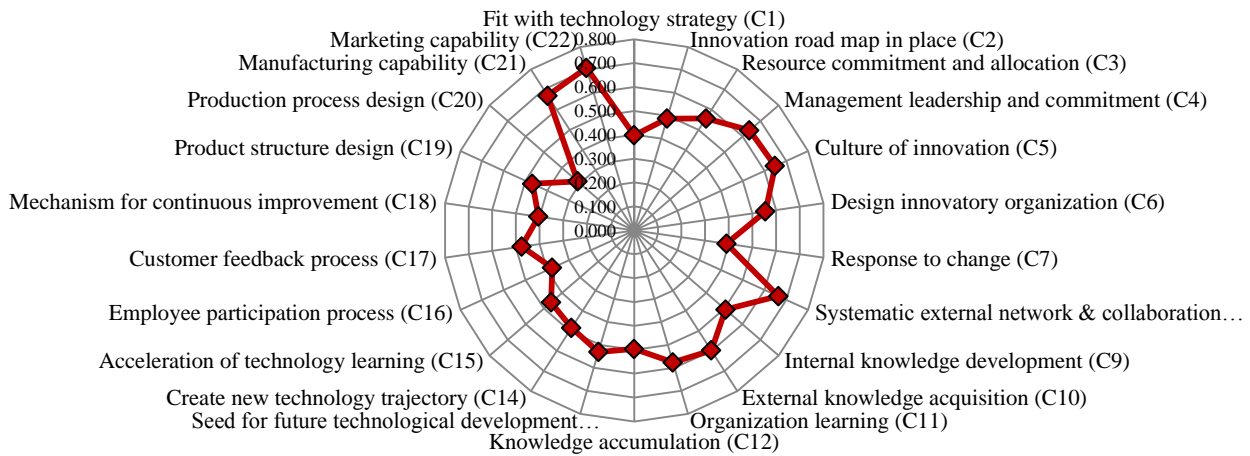 Fit with technology strategy (C1)
Innovation road map in place (C2)
Resource commitment and allocation (C3)
Management leadership and commitment (C4)
Culture of innovation (C5)
Design innovatory organization (C6)
Response to change (C7)
Systematic external network & collaboration…
Internal knowledge development (C9)
External knowledge acquisition (C10)
Organization learning (C11)
Knowledge accumulation (C12)
Seed for future technological development…
Create new technology trajectory (C14)
Acceleration of technology learning (C15)
Employee participation process (C16)
Customer feedback process (C17)
Mechanism for continuous improvement (C18)
Product structure design (C19)
Production process design (C20)
Manufacturing capability (C21)
Marketing capability (C22)
0.800
0.700
0.600
0.500
0.400
0.300
0.200
0.100
0.000